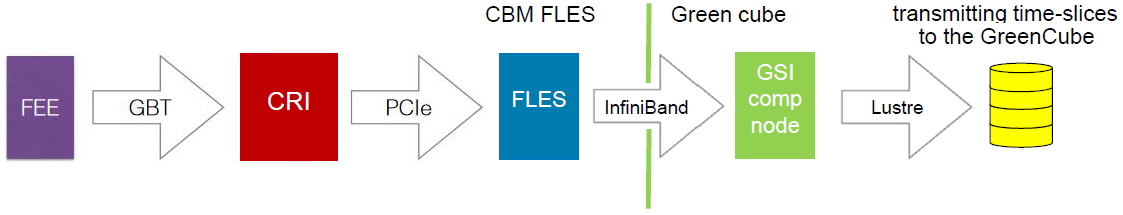 CBM FLES
Green cube
transmitting time-slices
to the GreenCube
FEE
GBT
CRI
PCIe
FLES
InfiniBand
GSI
comp
node
Lustre